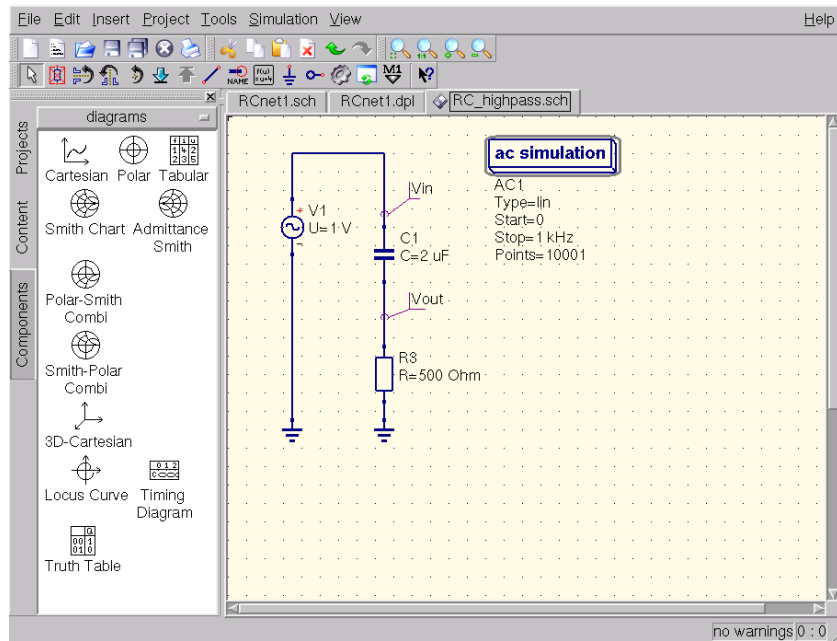 File Edit Insert Project Tools Simulation View Help
NAME
M1
RCnet1.sch RCnet1.dpl RC_highpass.sch
Projects
Content
Components
diagrams
Cartesian Polar Tabular
Smith Chart Admittance
Smith
Polar-Smith
Combi
Smith-Polar
Combi
3D-Cartesian
Locus Curve Timing
Diagram
Truth Table
V1
U=1 V
Vin
C1
C=2 uF
Vout
R3
R=500 Ohm
ac simulation
AC1
Type=lin
Start=0
Stop=1 kHz
Points=10001
no warnings 0 : 0